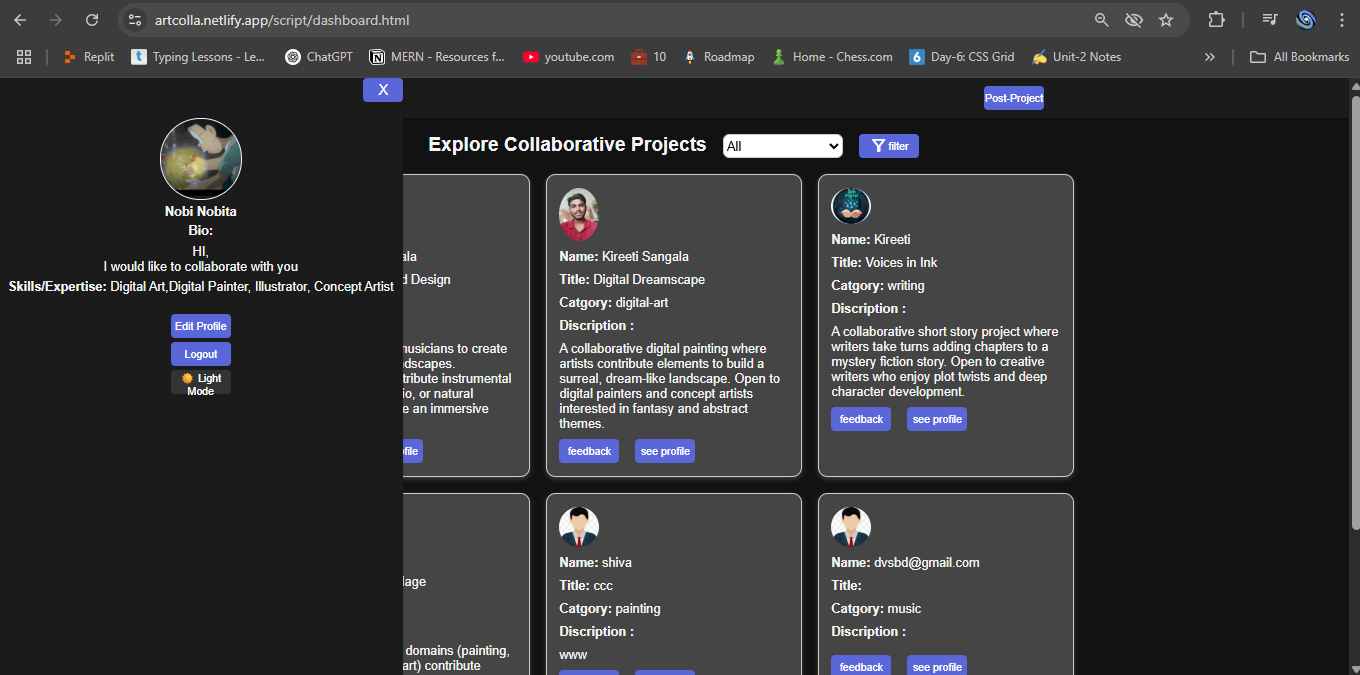 artcolla.netlify.app/script/dashboard.html
Replit
Typing Lessons - Le...
ChatGPT
MERN - Resources f...
youtube.com
10
Roadmap
Home - Chess.com
6
Day-6: CSS Grid
Unit-2 Notes
All Bookmarks
X
Post-Project
Nobi Nobita
Bio:
HI,
I would like to collaborate with you
Skills/Expertise: Digital Art,Digital Painter, Illustrator, Concept Artist
Edit Profile
Logout
Light
Mode
Explore Collaborative Projects
All
filter
ala
d Design
usicians to create
dscapes.
tribute instrumental
io, or natural
e an immersive
file
Name: Kireeti Sangala
Title: Digital Dreamscape
Catgory: digital-art
Discription :
A collaborative digital painting where
artists contribute elements to build a
surreal, dream-like landscape. Open to
digital painters and concept artists
interested in fantasy and abstract
themes.
feedback
see profile
Name: Kireeti
Title: Voices in Ink
Catgory: writing
Discription :
A collaborative short story project where
writers take turns adding chapters to a
mystery fiction story. Open to creative
writers who enjoy plot twists and deep
character development.
feedback
see profile
lage
domains (painting,
art) contribute
Name: shiva
Title: ccc
Catgory: painting
Discription :
www
Name: dvsbd@gmail.com
Title:
Catgory: music
Discription :
feedback
see profile